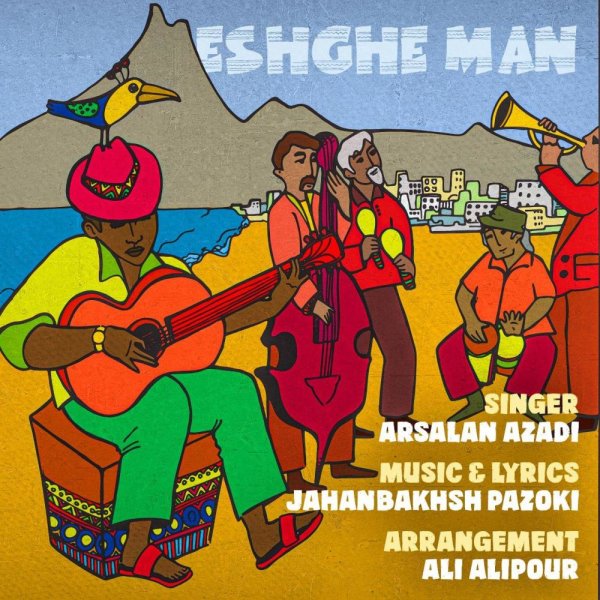 ESHGHE MAN
SINGER
ARSALAN AZADI
MUSIC & LYRICS
JAHANBAKHSH PAZOKI
ARRANGEMENT
ALI ALIPOUR